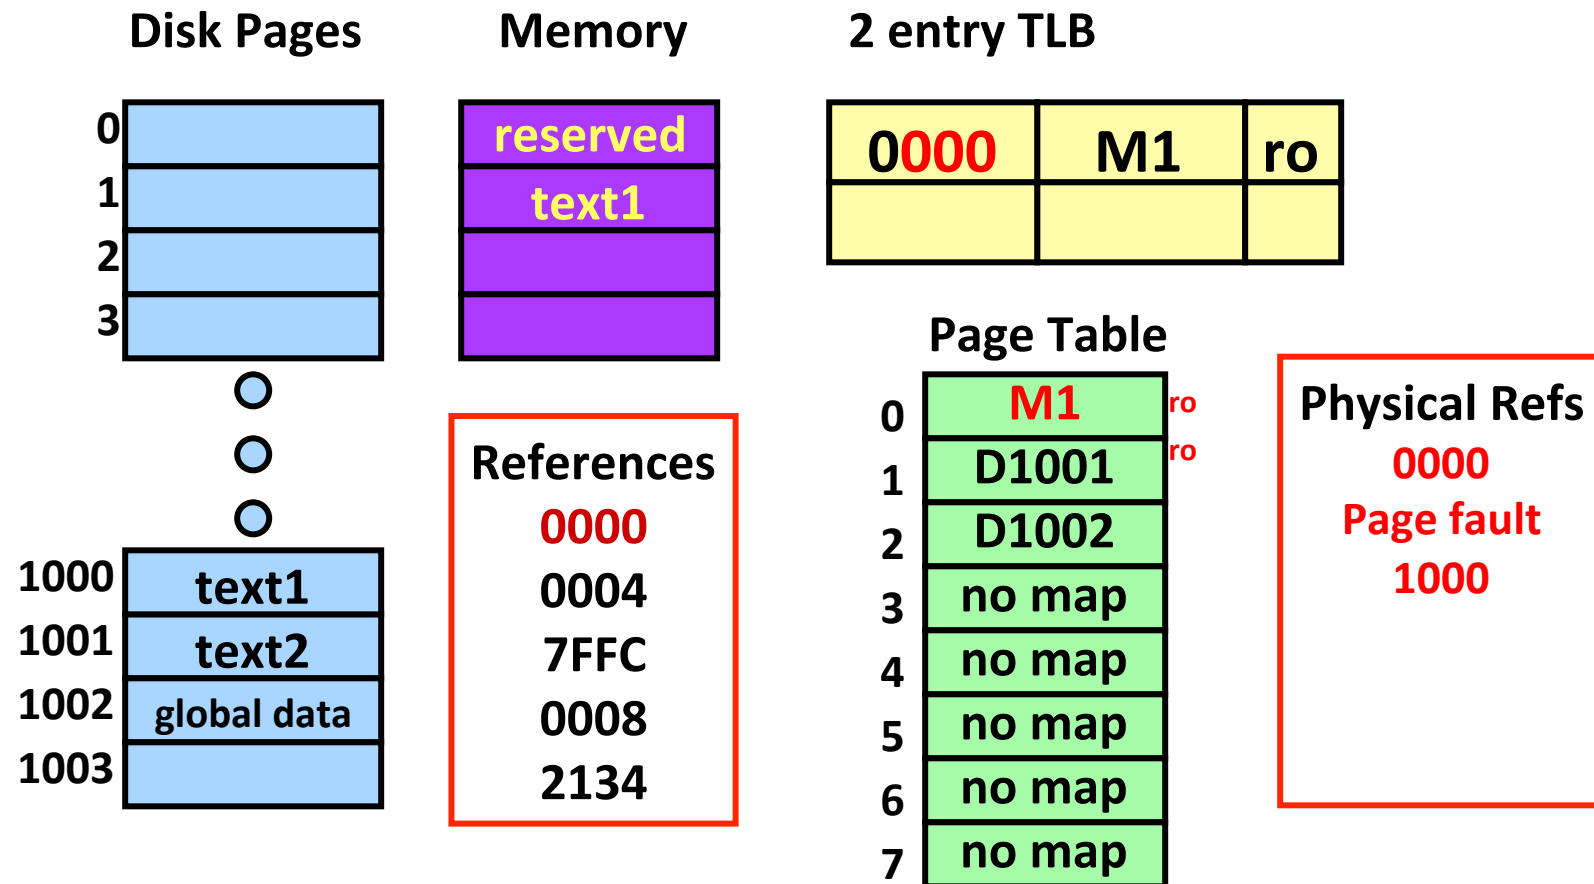 Disk Pages
Memory
2 entry TLB
0
1
2
3
1000 text1
1001 text2
1002 global data
1003
reserved
text1
0000 M1 ro
References
0000
0004
7FFC
0008
2134
Page Table
0 M1 ro
1 D1001 ro
2 D1002
3 no map
4 no map
5 no map
6 no map
7 no map
Physical Refs
0000
Page fault
1000